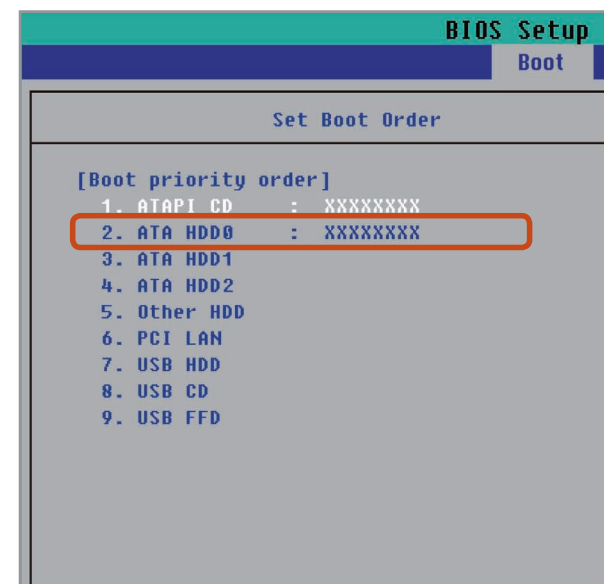 BIOS Setup
Boot
Set Boot Order
[Boot priority order]
1. ATAPI CD : XXXXXXXX
2. ATA HDD0 : XXXXXXXX
3. ATA HDD1
4. ATA HDD2
5. Other HDD
6. PCI LAN
7. USB HDD
8. USB CD
9. USB FFD